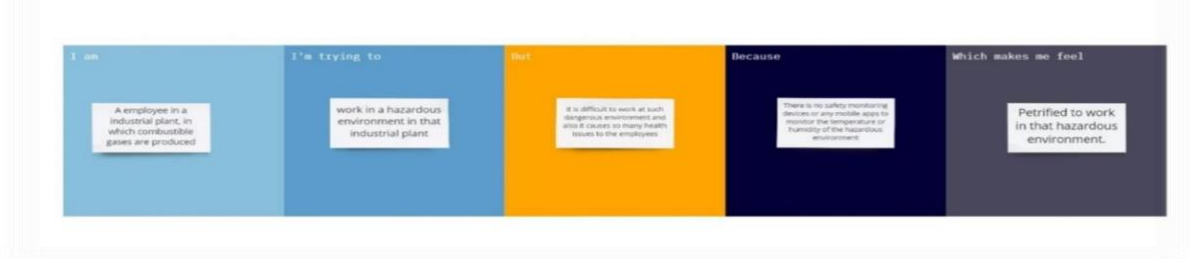 I am
A employee in a
industrial plant, in
which combustible
gases are produced
I'm trying to
work in a hazardous
environment in that
industrial plant
But
It is difficult to work at such
dangerous environment and
also it causes so many health
issues to the employees
Because
There is no safety monitoring
devices or any mobile apps to
monitor the temperature or
humidity of the hazardous
environment
Which makes me feel
Petrified to work
in that hazardous
environment.